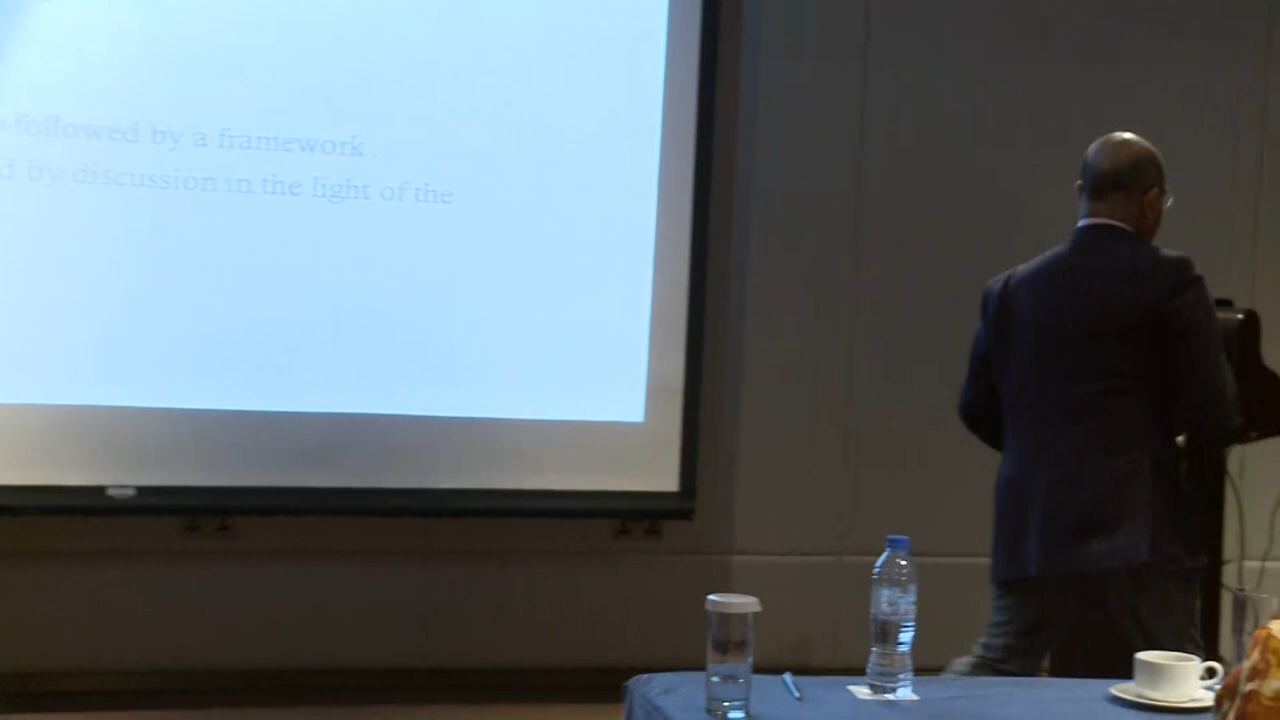 followed by a framework .
by discussion in the light of the